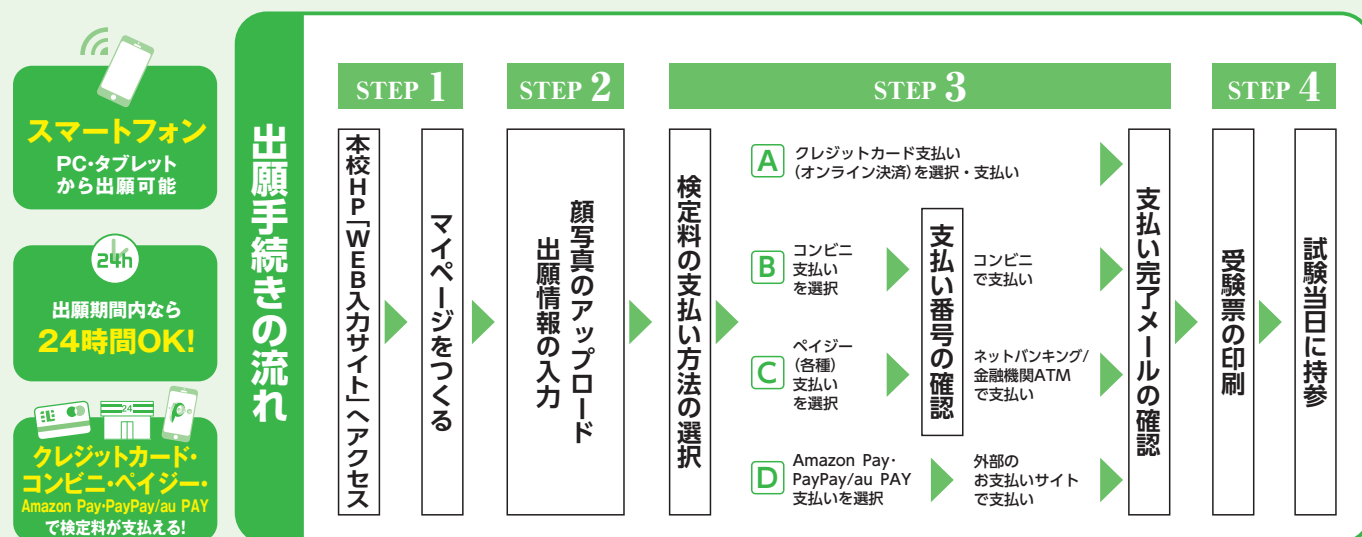 スマートフォン
PC・タブレット
から出願可能
24h
出願期間内なら
24時間OK!
24
クレジットカード・
コンビニ・ペイジー・
Amazon Pay・PayPay/au PAY
で検定料が支払える!
出願手続きの流れ
STEP 1
本校HP「WEB入力サイト」へアクセス
マイページをつくる
STEP 2
顔写真のアップロード
出願情報の入力
STEP 3
検定料の支払い方法の選択
A
クレジットカード支払い
(オンライン決済)を選択・支払い
B
コンビニ
支払い
を選択
C
ペイジー
(各種)
支払い
を選択
支払い番号の確認
コンビニ
で支払い
ネットバンキング/
金融機関ATM
で支払い
D
Amazon Pay・
PayPay/au PAY
支払いを選択
外部の
お支払いサイト
で支払い
支払い完了メールの確認
STEP 4
受験票の印刷
試験当日に持参